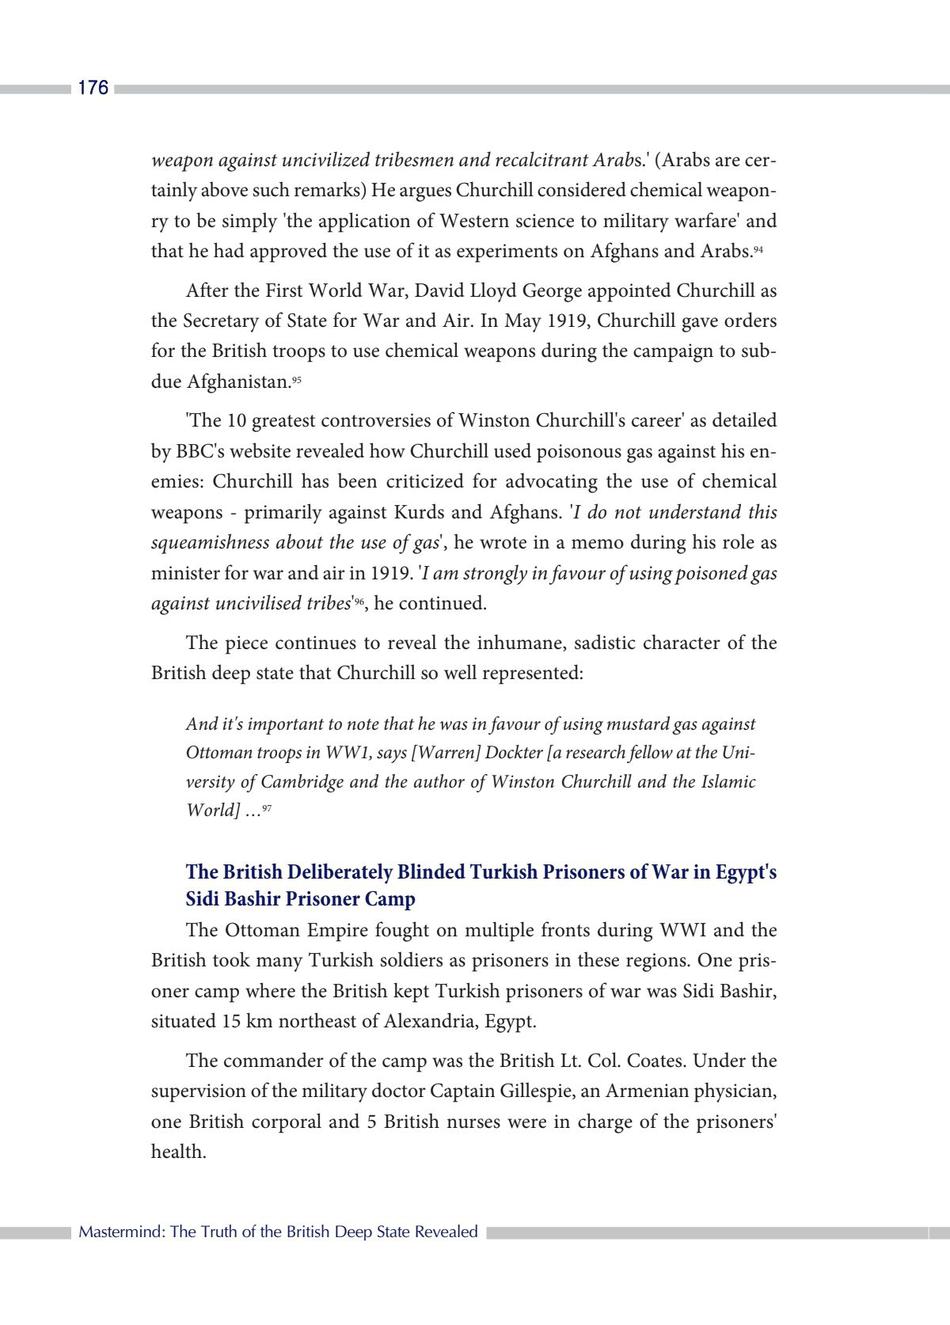 176
weapon against uncivilized tribesmen and recalcitrant Arabs.' (Arabs are cer-
tainly above such remarks) He argues Churchill considered chemical weapon-
ry to be simply 'the application of Western science to military warfare' and
that he had approved the use of it as experiments on Afghans and Arabs.94
After the First World War, David Lloyd George appointed Churchill as
the Secretary of State for War and Air. In May 1919, Churchill gave orders
for the British troops to use chemical weapons during the campaign to sub-
due Afghanistan.95
'The 10 greatest controversies of Winston Churchill's career' as detailed
by BBC's website revealed how Churchill used poisonous gas against his en-
emies: Churchill has been criticized for advocating the use of chemical
weapons - primarily against Kurds and Afghans. 'I do not understand this
squeamishness about the use of gas', he wrote in a memo during his role as
minister for war and air in 1919. 'I am strongly in favour of using poisoned gas
against uncivilised tribes'96, he continued.
The piece continues to reveal the inhumane, sadistic character of the
British deep state that Churchill so well represented:
And it's important to note that he was in favour of using mustard gas against
Ottoman troops in WW1, says [Warren] Dockter [a research fellow at the Uni-
versity of Cambridge and the author of Winston Churchill and the Islamic
World] …97
The British Deliberately Blinded Turkish Prisoners of War in Egypt's
Sidi Bashir Prisoner Camp
The Ottoman Empire fought on multiple fronts during WWI and the
British took many Turkish soldiers as prisoners in these regions. One pris-
oner camp where the British kept Turkish prisoners of war was Sidi Bashir,
situated 15 km northeast of Alexandria, Egypt.
The commander of the camp was the British Lt. Col. Coates. Under the
supervision of the military doctor Captain Gillespie, an Armenian physician,
one British corporal and 5 British nurses were in charge of the prisoners'
health.
Mastermind: The Truth of the British Deep State Revealed